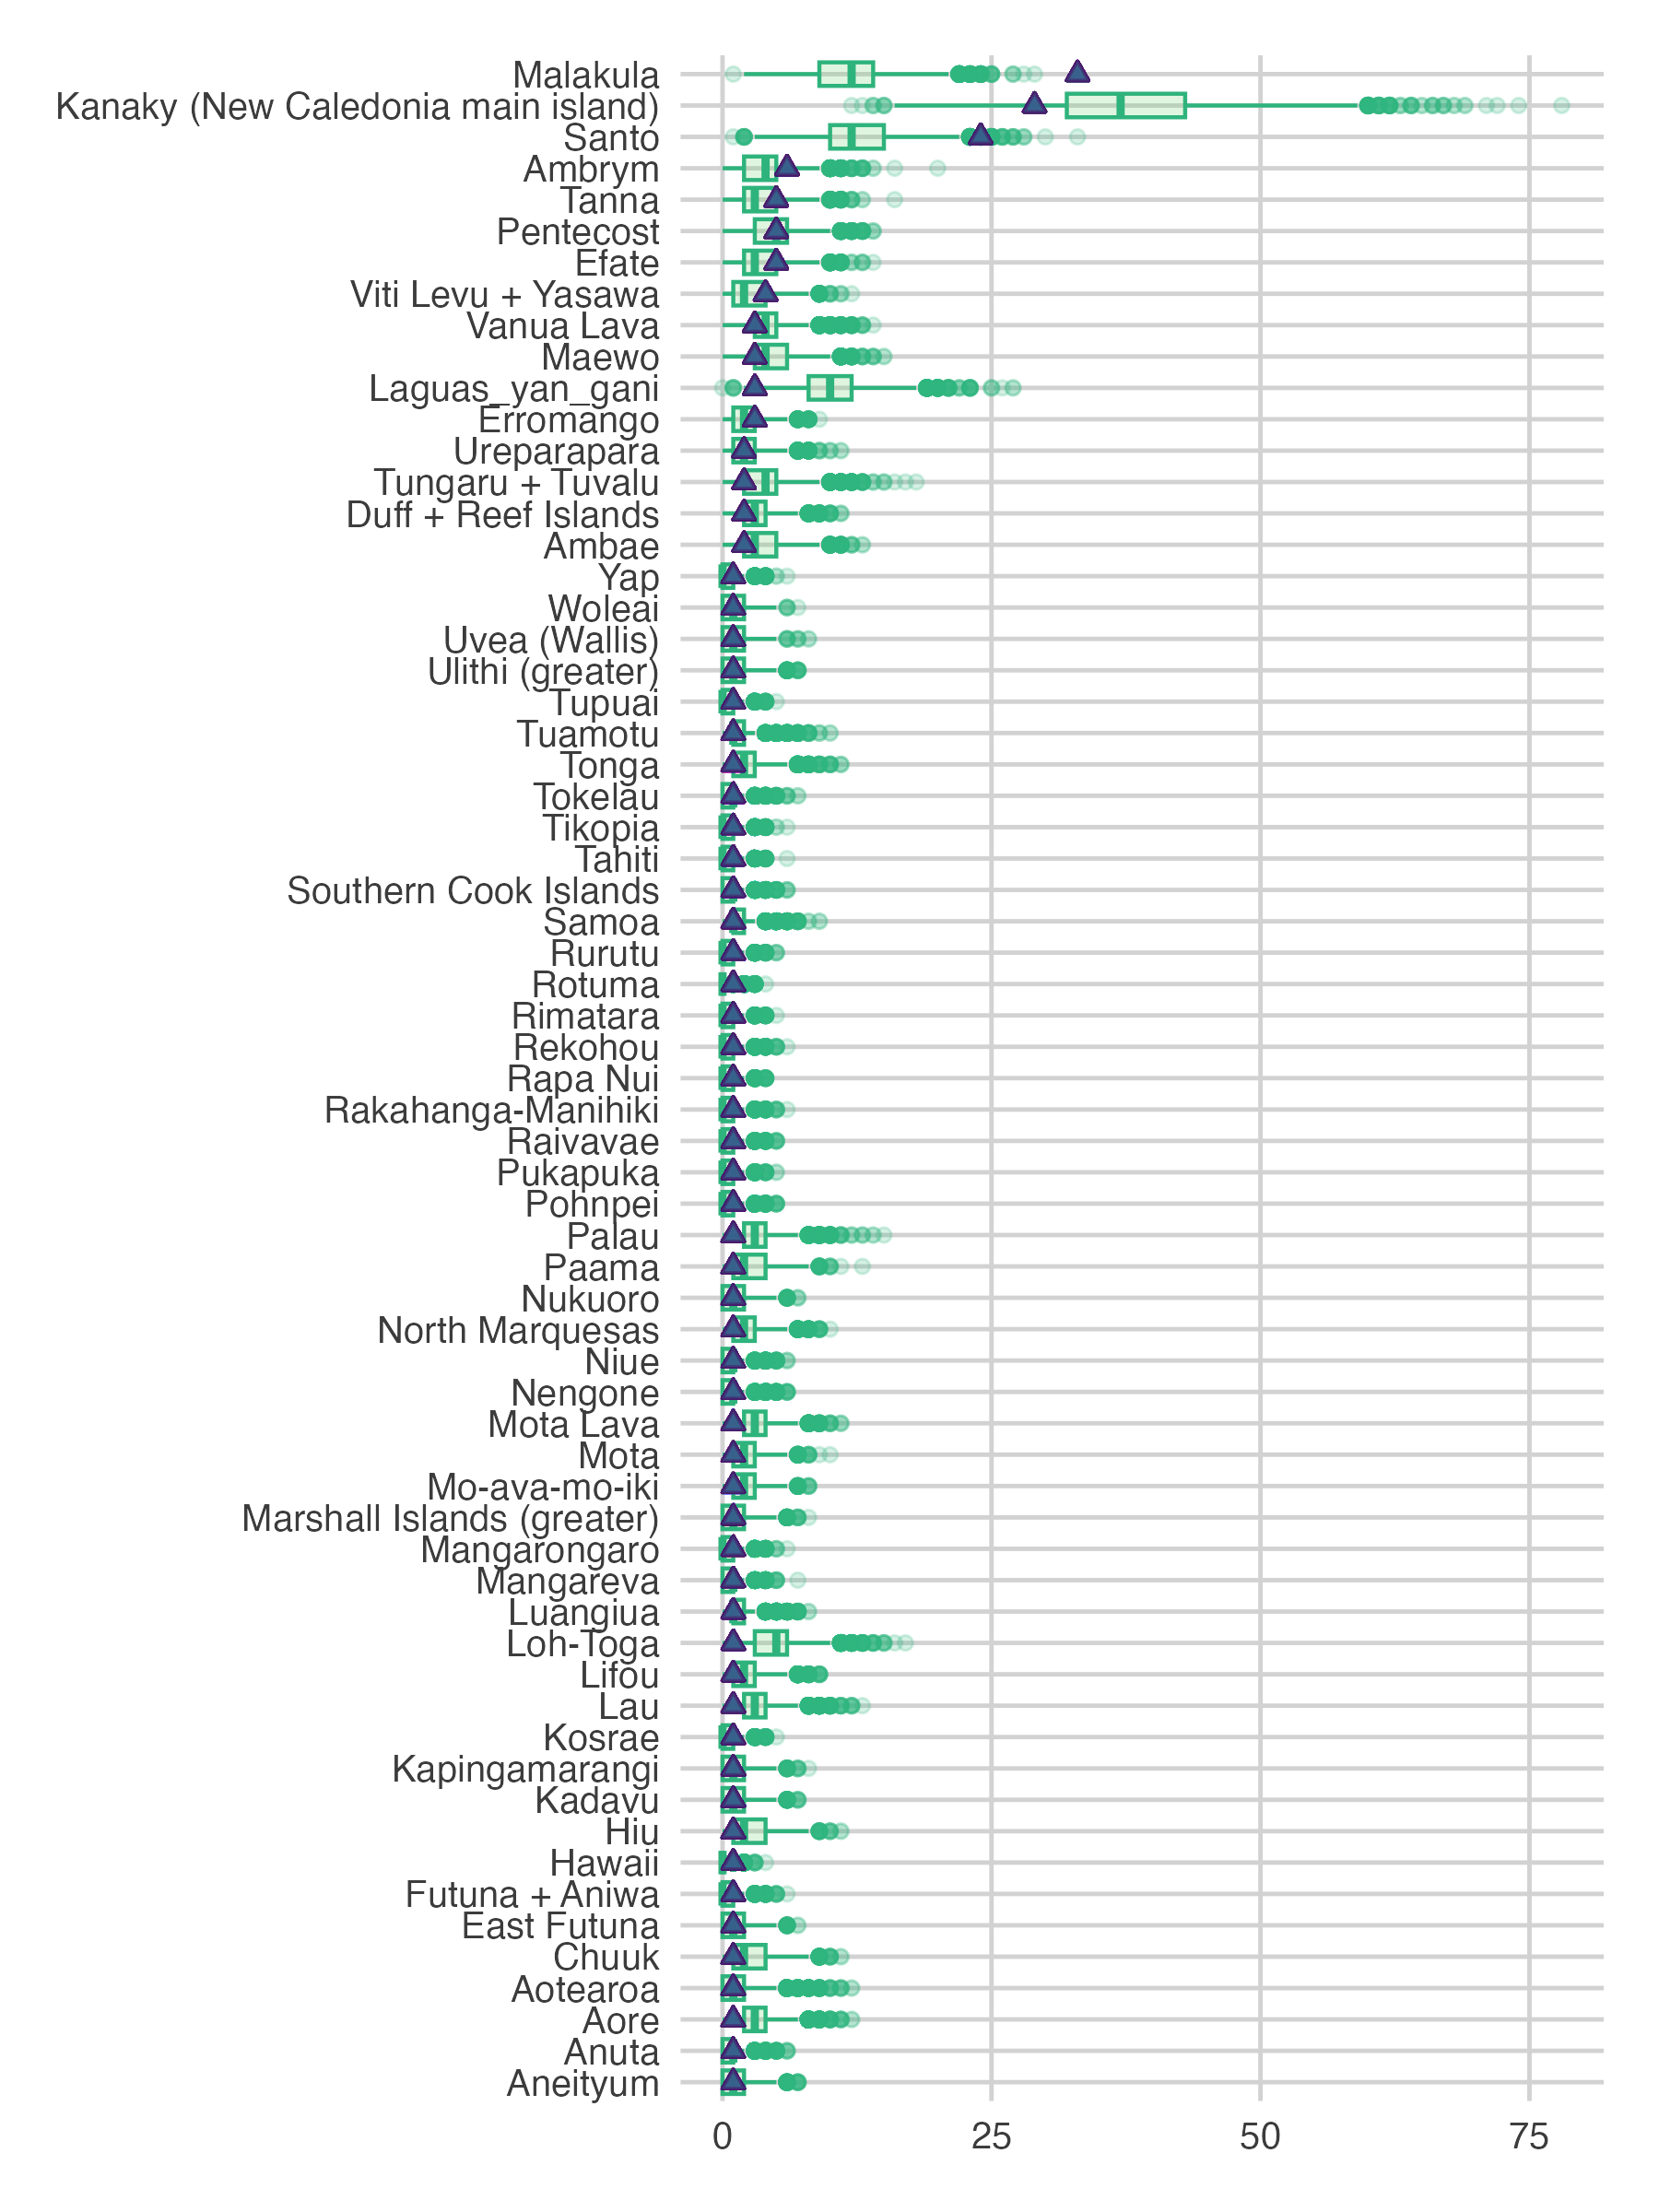 Malakula
Kanaky (New Caledonia main island)
Santo
Ambrym
Tanna
Pentecost
Efate
Viti Levu + Yasawa
Vanua Lava
Maewo
Laguas_yan_gani
Erromango
Ureparapara
Tungaru + Tuvalu
Duff + Reef Islands
Ambae
Yap
Woleai
Uvea (Wallis)
Ulithi (greater)
Tupuai
Tuamotu
Tonga
Tokelau
Tikopia
Tahiti
Southern Cook Islands
Samoa
Rurutu
Rotuma
Rimatara
Rekohou
Rapa Nui
Rakahanga-Manihiki
Raivavae
Pukapuka
Pohnpei
Palau
Paama
Nukuoro
North Marquesas
Niue
Nengone
Mota Lava
Mota
Mo-ava-mo-iki
Marshall Islands (greater)
Mangarongaro
Mangareva
Luangiua
Loh-Toga
Lifou
Lau
Kosrae
Kapingamarangi
Kadavu
Hiu
Hawaii
Futuna + Aniwa
East Futuna
Chuuk
Aotearoa
Aore
Anuta
Aneityum
0 25 50 75